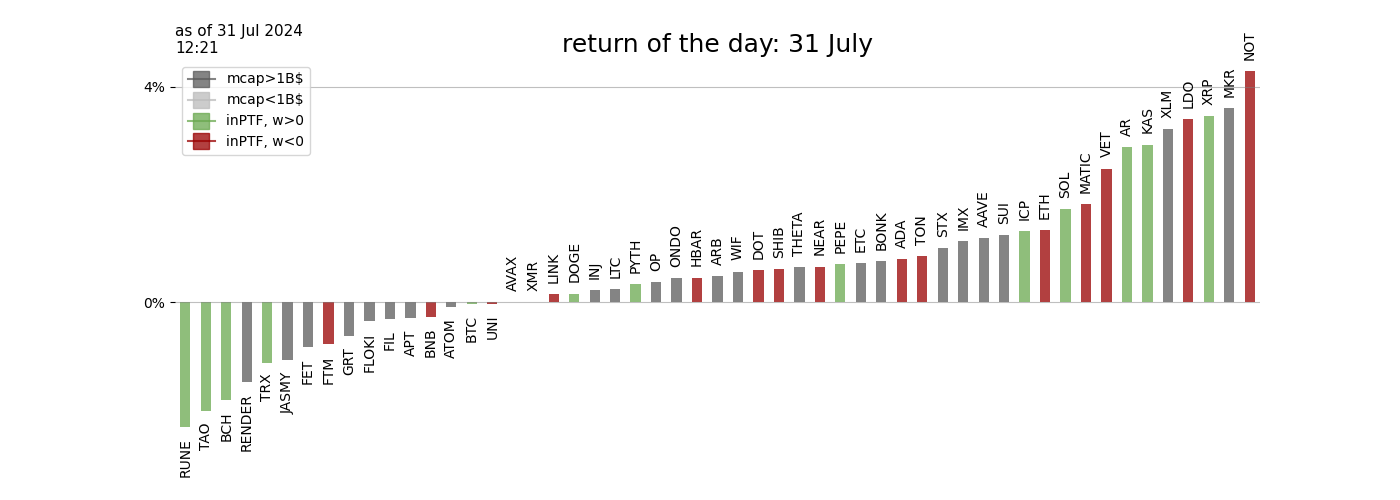 as of 31 Jul 2024
12:21
return of the day: 31 July
mcap>1B$
mcap<1B$
inPTF, w>0
inPTF, w<0
4%
0%
RUNE
TAO
BCH
RENDER
TRX
JASMY
FET
FTM
GRT
FLOKI
FIL
APT
BNB
ATOM
BTC
UNI
AVAX
XMR
LINK
DOGE
INJ
LTC
PYTH
OP
ONDO
HBAR
ARB
WIF
DOT
SHIB
THETA
NEAR
PEPE
ETC
BONK
ADA
TON
STX
IMX
AAVE
SUI
ICP
ETH
SOL
MATIC
VET
AR
KAS
XLM
LDO
XRP
MKR
NOT